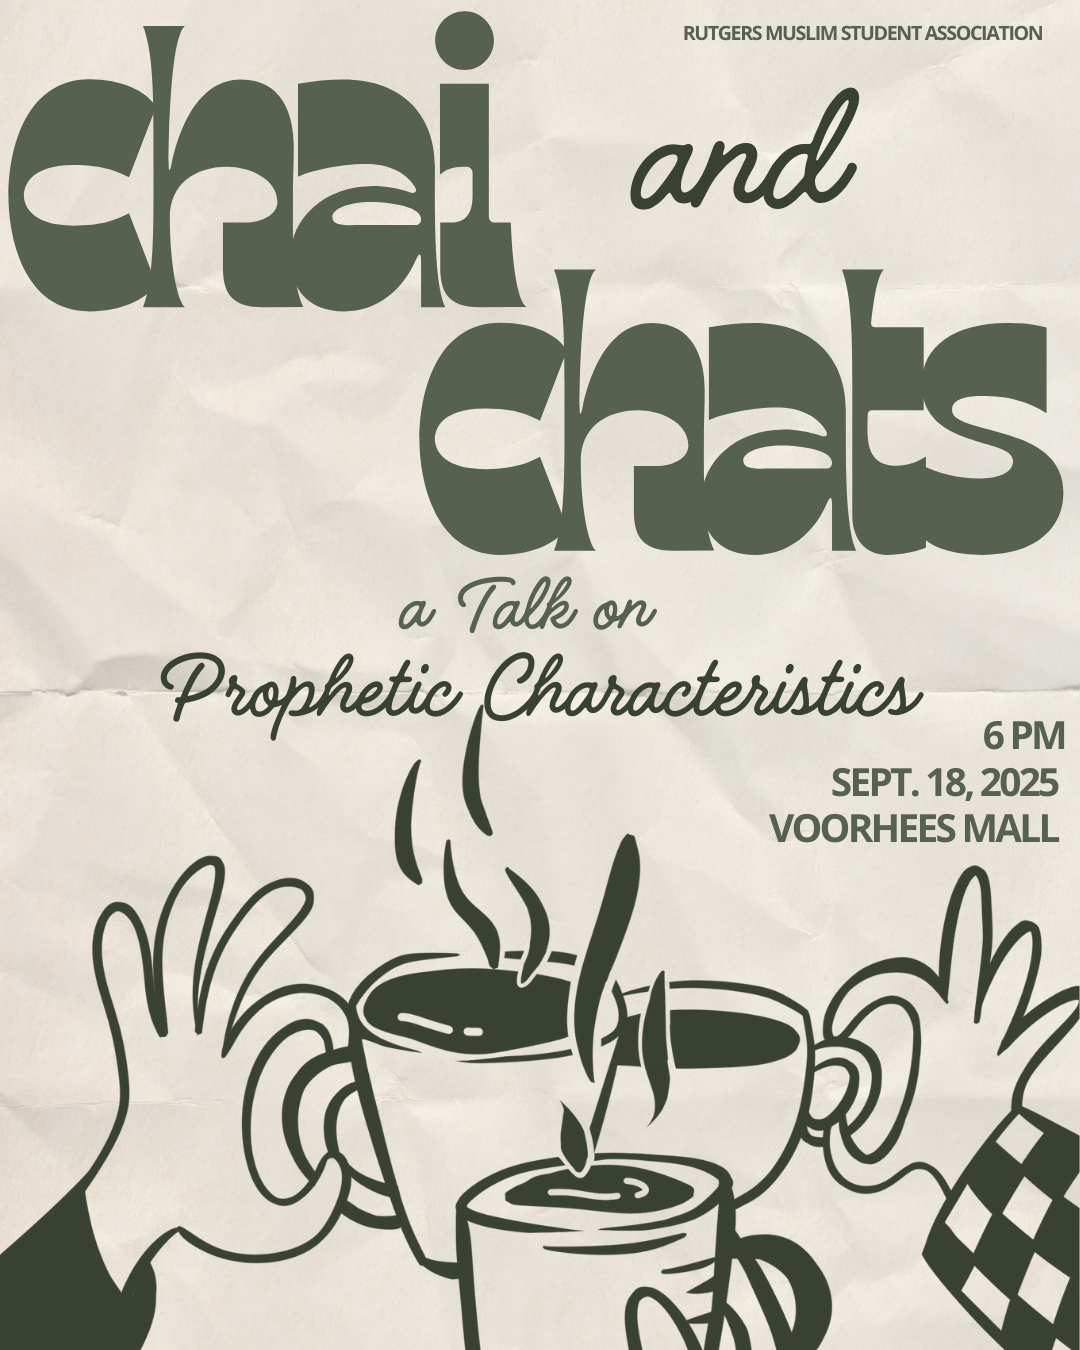 RUTGERS MUSLIM STUDENT ASSOCIATION
chai
and
chats
a Talk on
Prophetic Characteristics
6 PM
SEPT. 18, 2025
VOORHEES MALL